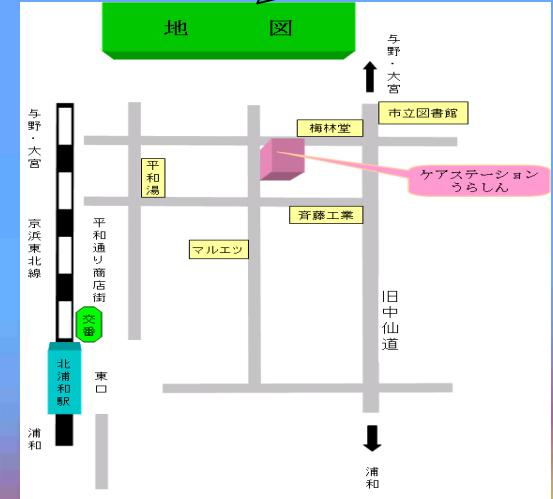 地 図
与野・大宮
市立図書館
梅林堂
与野・大宮
平和湯
ケアステーション
うらしん
斉藤工業
京浜東北線
平和通り商店街
マルエツ
旧中仙道
交番
北浦和駅
東口
浦和
浦和